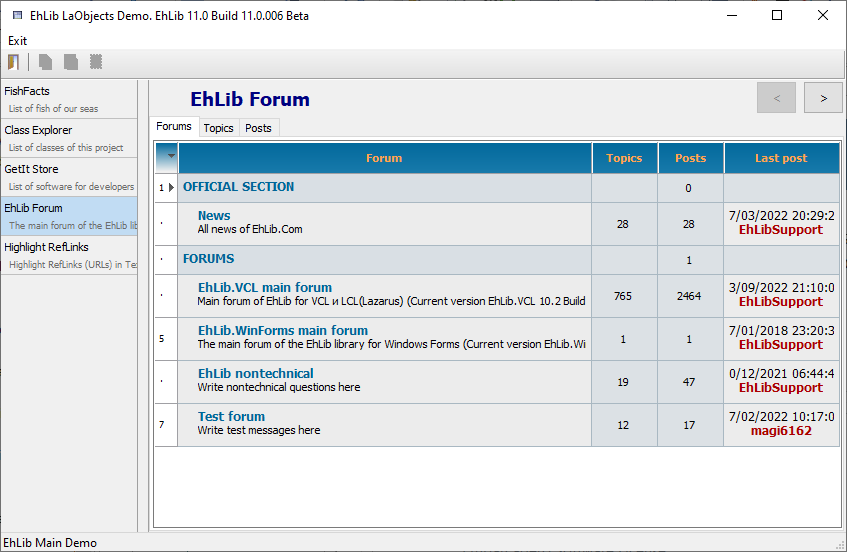 EhLib LaObjects Demo. EhLib 11.0 Build 11.0.006 Beta
Exit
FishFacts
List of fish of our seas
Class Explorer
List of classes of this project
GetIt Store
List of software for developers
EhLib Forum
The main forum of the EhLib lib
Highlight RefLinks
Highlight RefLinks (URLs) in Te
EhLib Forum
< >
Forums Topics Posts
Forum Topics Posts Last post
1 OFFICIAL SECTION 0
News
All news of EhLib.Com
28 28 7/03/2022 20:29:2
EhLibSupport
FORUMS 1
EhLib.VCL main forum
Main forum of EhLib for VCL и LCL(Lazarus) (Current version EhLib.VCL 10.2 Build
765 2464 3/09/2022 21:10:0
EhLibSupport
5 EhLib.WinForms main forum
The main forum of the EhLib library for Windows Forms (Current version EhLib.Wi
1 1 7/01/2018 23:20:3
EhLibSupport
EhLib nontechnical
Write nontechnical questions here
19 47 0/12/2021 06:44:4
EhLibSupport
7 Test forum
Write test messages here
12 17 7/02/2022 10:17:0
magi6162
EhLib Main Demo